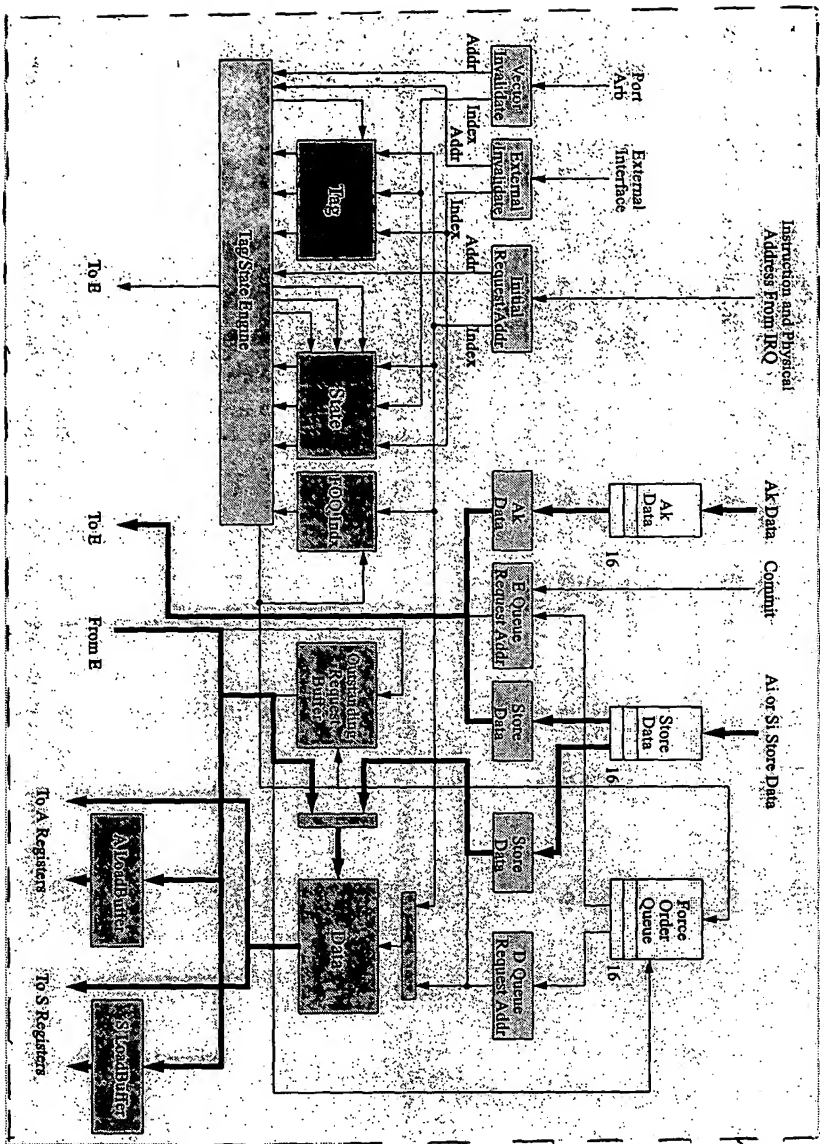 Port
Arb
External
Interface
Instruction and Physical
Address From IRQ
Ak Data
Commit
Ai or Si Store Data
Ak
Data
16
Store
Data
16
Force
Order
Queue
16
Vector
Invalidate
External
Invalidate
Initial
Request Addr
Ak
Data
E Queue
Request Addr
Store
Data
Store
Data
D Queue
Request Addr
Addr
Index
Addr
Index
Addr
Index
Tag
State
FOQ Indx
Outstanding
Request
Buffer
Data
Tag/State Engine
A LoadBuffer
S LoadBuffer
To E
To E
From E
To A Registers
To S Registers